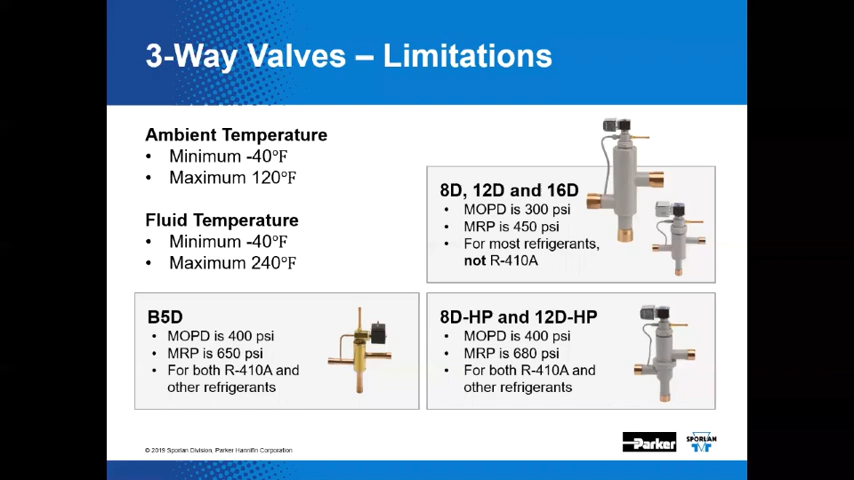 3-Way Valves – Limitations
Ambient Temperature
• Minimum -40°F
• Maximum 120°F
Fluid Temperature
• Minimum -40°F
• Maximum 240°F
8D, 12D and 16D
• MOPD is 300 psi
• MRP is 450 psi
• For most refrigerants,
not R-410A
B5D
• MOPD is 400 psi
• MRP is 650 psi
• For both R-410A and
other refrigerants
8D-HP and 12D-HP
• MOPD is 400 psi
• MRP is 680 psi
• For both R-410A and
other refrigerants
© 2019 Sporlan Division, Parker Hannifin Corporation
Parker
SPORLAN